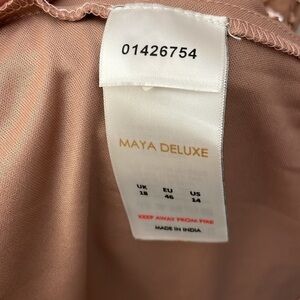 01426754
MAYA DELUXE
UK EU US
18 46 14
KEEP AWAY FROM FIRE
MADE IN INDIA